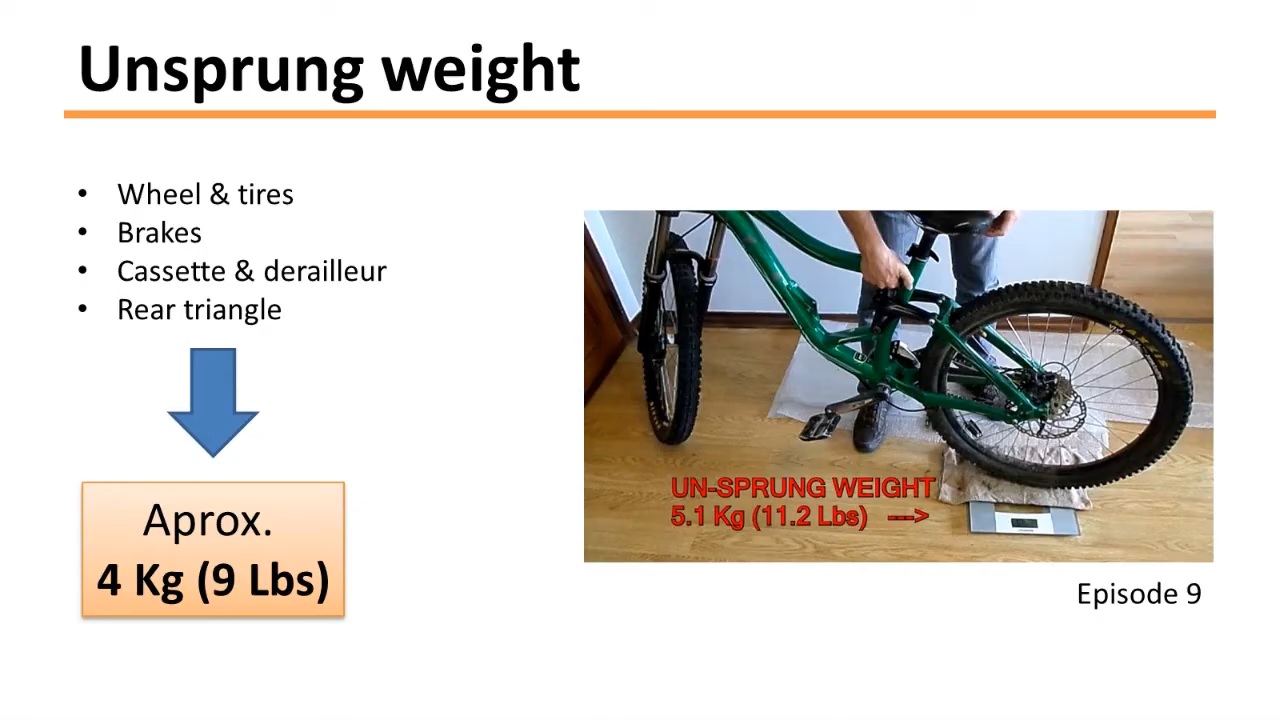 Unsprung weight
• Wheel & tires
• Brakes
• Cassette & derailleur
• Rear triangle
Aprox.
4 Kg (9 Lbs)
MAXXIS
UN-SPRUNG WEIGHT
5.1 Kg (11.2 Lbs) --->
Episode 9